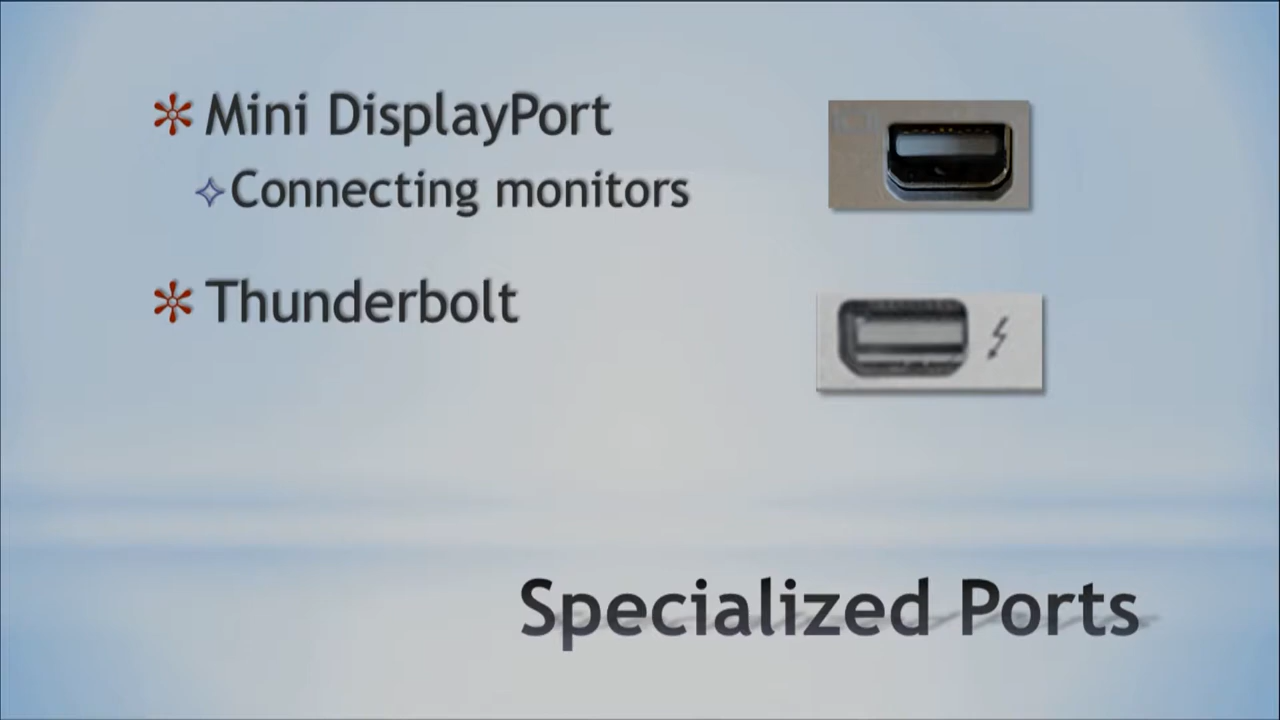 Mini DisplayPort
Connecting monitors
Thunderbolt
Specialized Ports